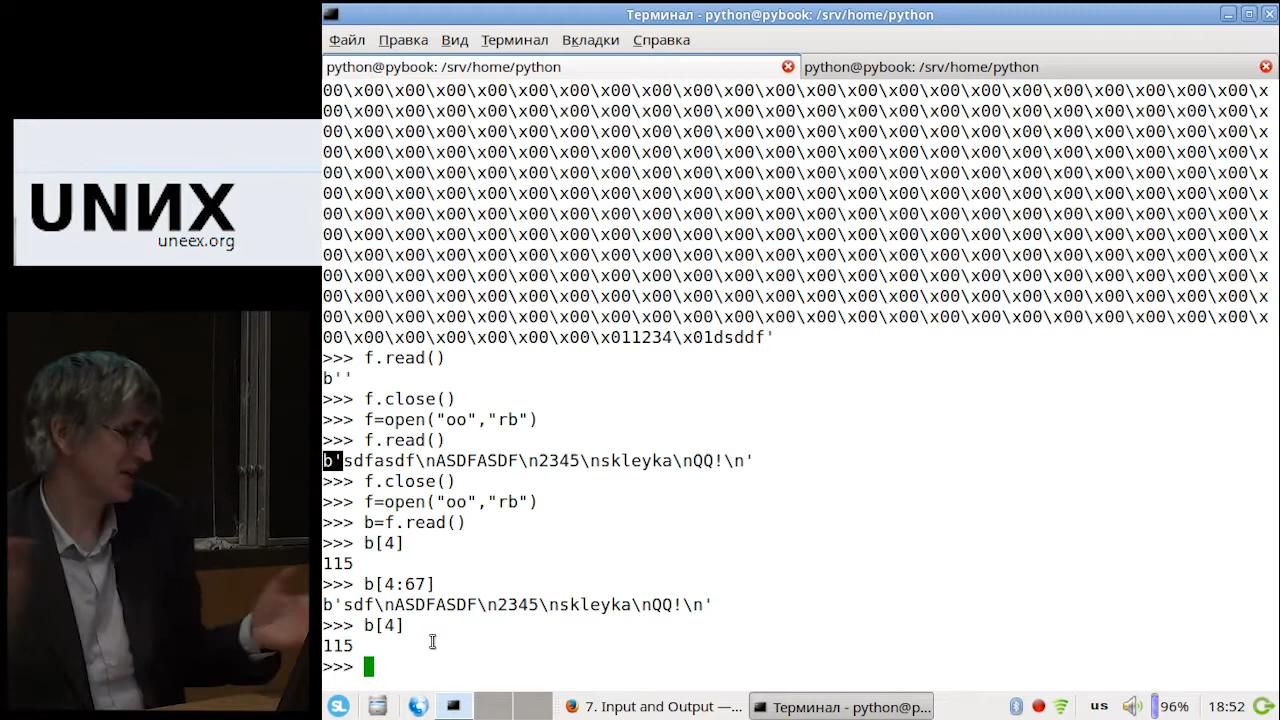 Терминал - python@pybook: /srv/home/python
Файл Правка Вид Терминал Вкладки Справка
python@pybook: /srv/home/python python@pybook: /srv/home/python
00\x00\x00\x00\x00\x00\x00\x00\x00\x00\x00\x00\x00\x00\x00\x00\x00\x00\x00\x00\x00\x00\x00\x
00\x00\x00\x00\x00\x00\x00\x00\x00\x00\x00\x00\x00\x00\x00\x00\x00\x00\x00\x00\x00\x00\x00\x
00\x00\x00\x00\x00\x00\x00\x00\x00\x00\x00\x00\x00\x00\x00\x00\x00\x00\x00\x00\x00\x00\x00\x
00\x00\x00\x00\x00\x00\x00\x00\x00\x00\x00\x00\x00\x00\x00\x00\x00\x00\x00\x00\x00\x00\x00\x
00\x00\x00\x00\x00\x00\x00\x00\x00\x00\x00\x00\x00\x00\x00\x00\x00\x00\x00\x00\x00\x00\x00\x
00\x00\x00\x00\x00\x00\x00\x00\x00\x00\x00\x00\x00\x00\x00\x00\x00\x00\x00\x00\x00\x00\x00\x
00\x00\x00\x00\x00\x00\x00\x00\x00\x00\x00\x00\x00\x00\x00\x00\x00\x00\x00\x00\x00\x00\x00\x
00\x00\x00\x00\x00\x00\x00\x00\x00\x00\x00\x00\x00\x00\x00\x00\x00\x00\x00\x00\x00\x00\x00\x
00\x00\x00\x00\x00\x00\x00\x00\x00\x00\x00\x00\x00\x00\x00\x00\x00\x00\x00\x00\x00\x00\x00\x
00\x00\x00\x00\x00\x00\x00\x00\x00\x00\x00\x00\x00\x00\x00\x00\x00\x00\x00\x00\x00\x00\x00\x
00\x00\x00\x00\x00\x00\x00\x00\x00\x00\x00\x00\x00\x00\x00\x00\x00\x00\x00\x00\x00\x00\x00\x
00\x00\x00\x00\x00\x00\x00\x00\x00\x00\x00\x00\x00\x00\x00\x00\x00\x00\x00\x00\x00\x00\x00\x
00\x00\x00\x00\x00\x00\x00\x011234\x01dsddf'
>>> f.read()
b''
>>> f.close()
>>> f=open("oo","rb")
>>> f.read()
b'sdfasdf\nASDFASDF\n2345\nskleyka\nQQ!\n'
>>> f.close()
>>> f=open("oo","rb")
>>> b=f.read()
>>> b[4]
115
>>> b[4:67]
b'sdf\nASDFASDF\n2345\nskleyka\nQQ!\n'
>>> b[4]
115
>>>
UNИX
uneex.org
SL 7. Input and Output —... Терминал - python@p... us 96% 18:52